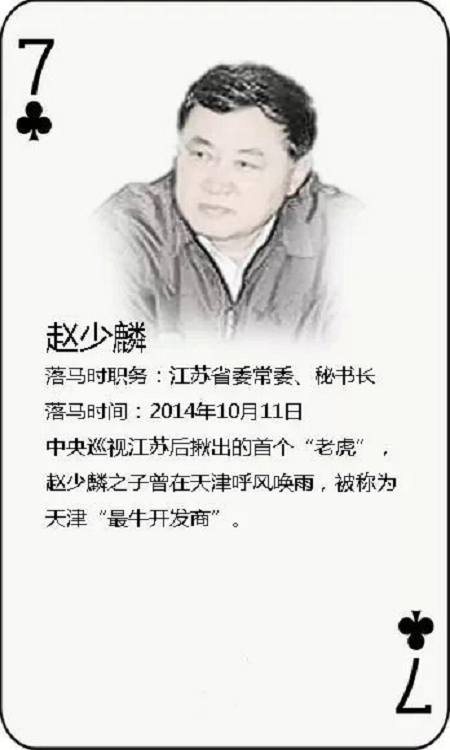 7
赵少麟
落马时职务：江苏省委常委、秘书长
落马时间：2014年10月11日
中央巡视江苏后揪出的首个“老虎”，
赵少麟之子曾在天津呼风唤雨，被称为
天津“最牛开发商”。
7